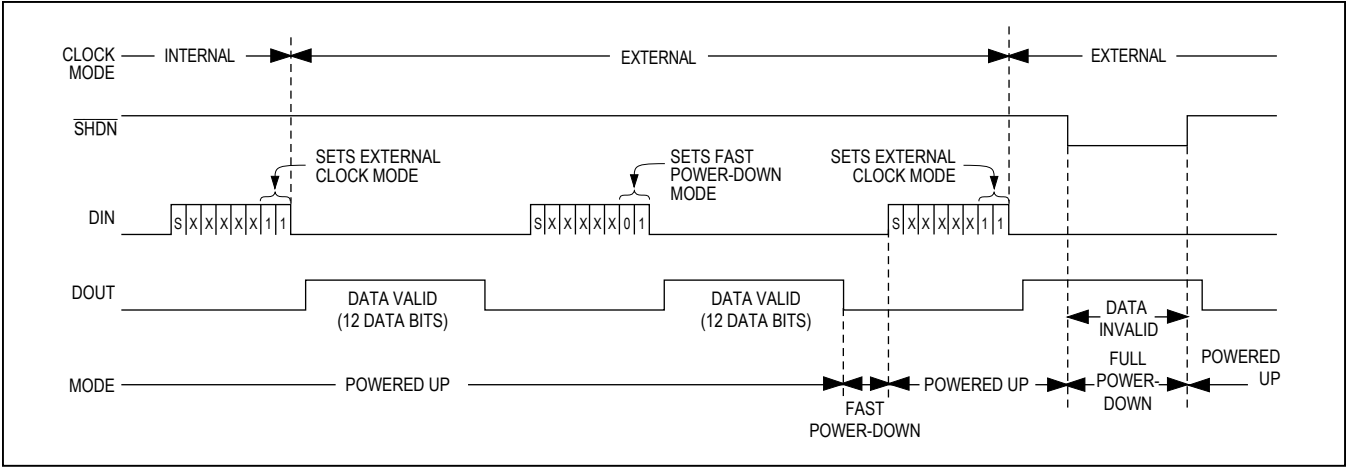 CLOCK MODE
INTERNAL
EXTERNAL
EXTERNAL
SHDN
SETS EXTERNAL
CLOCK MODE
SETS FAST
POWER-DOWN
MODE
SETS EXTERNAL
CLOCK MODE
DIN
S X X X X X 1 1
S X X X X X 0 1
S X X X X X 1 1
DOUT
DATA VALID
(12 DATA BITS)
DATA VALID
(12 DATA BITS)
DATA
INVALID
MODE
POWERED UP
FAST
POWER-DOWN
POWERED UP
FULL
POWER-
DOWN
POWERED
UP